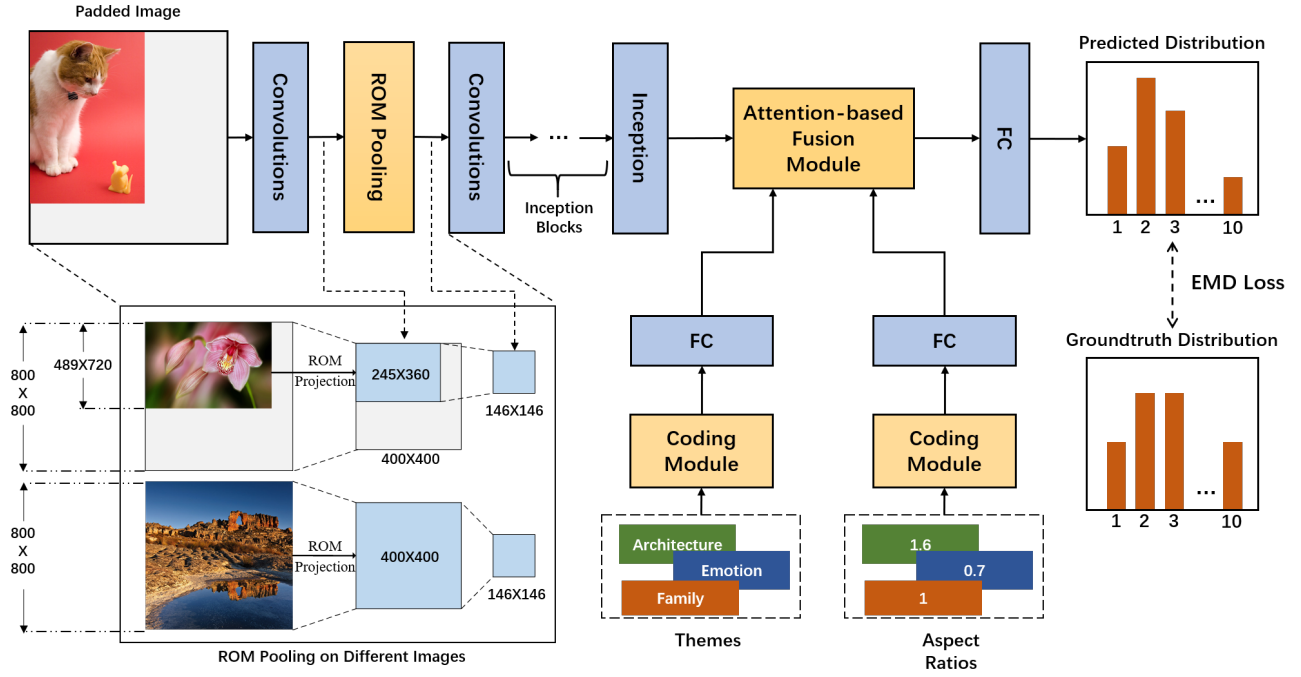 Padded Image
Convolutions
ROM Pooling
Convolutions
...
Inception
Blocks
Inception
Attention-based
Fusion
Module
FC
Predicted Distribution
1 2 3 ... 10
EMD Loss
Groundtruth Distribution
1 2 3 ... 10
800
X
800
489X720
ROM
Projection
245X360
400X400
146X146
800
X
800
ROM
Projection
400X400
146X146
ROM Pooling on Different Images
FC
Coding
Module
Architecture
Emotion
Family
Themes
FC
Coding
Module
1.6
0.7
1
Aspect
Ratios